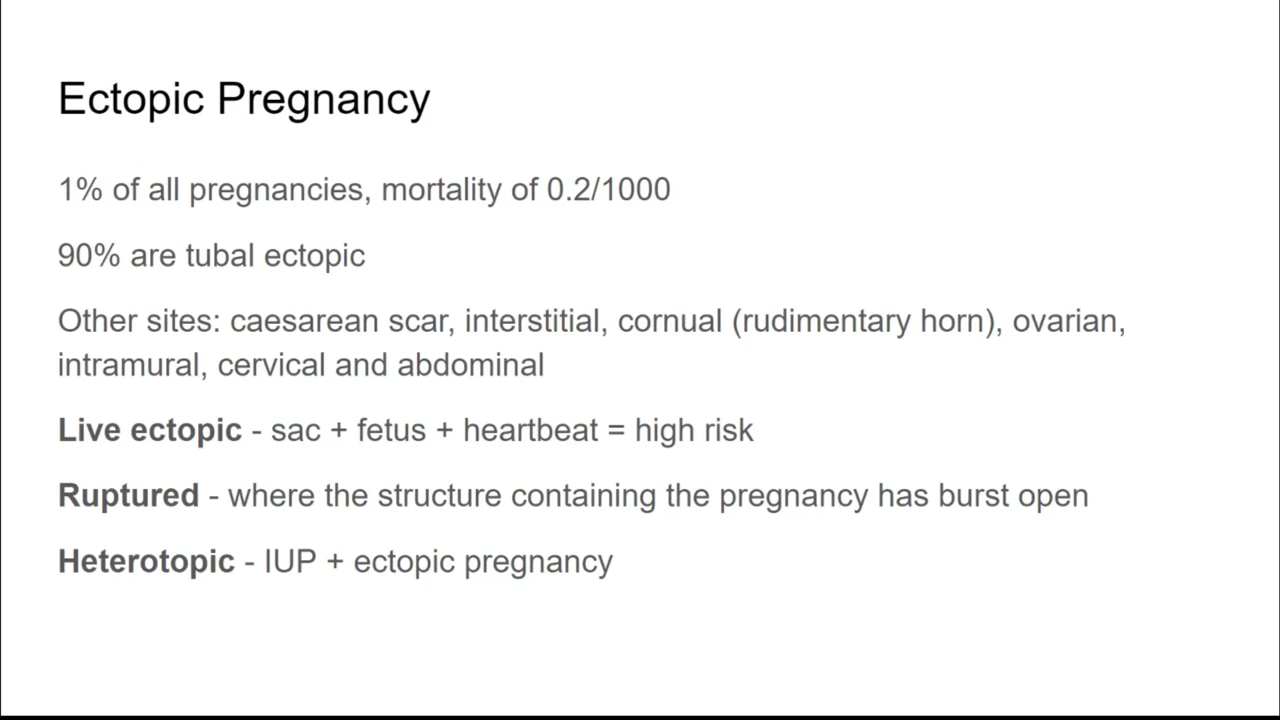 Ectopic Pregnancy
1% of all pregnancies, mortality of 0.2/1000
90% are tubal ectopic
Other sites: caesarean scar, interstitial, cornual (rudimentary horn), ovarian,
intramural, cervical and abdominal
Live ectopic - sac + fetus + heartbeat = high risk
Ruptured - where the structure containing the pregnancy has burst open
Heterotopic - IUP + ectopic pregnancy